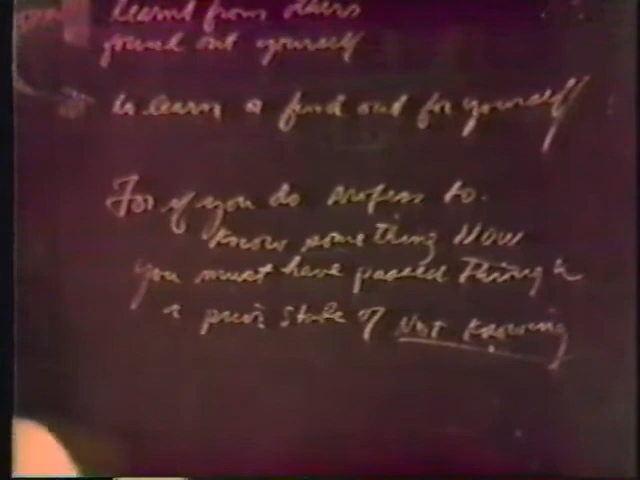 learnt from others
found out yourself
to learn & find out for yourself
For if you do profess to
know something NOW
you must have passed through
a prior state of Not Knowing